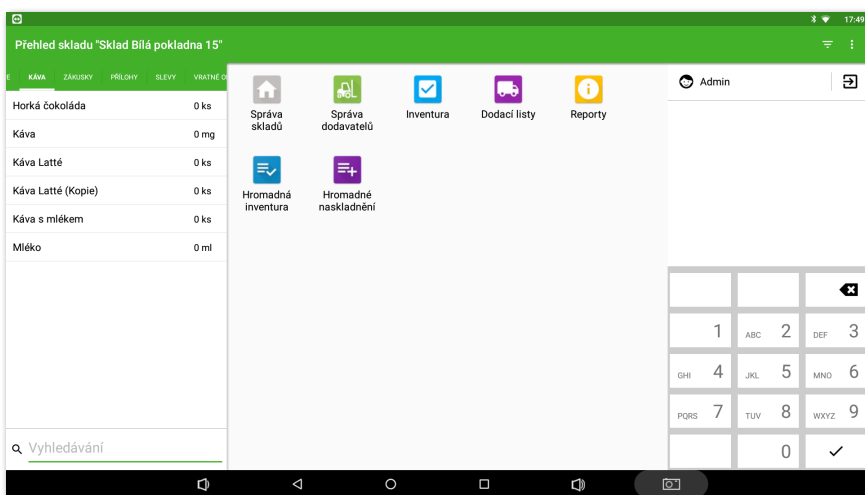 17:49
Přehled skladu "Sklad Bílá pokladna 15"
E KÁVA ZÁKUSKY PŘÍLOHY SLEVY VRATNÉ O
Horká čokoláda 0 ks
Káva 0 mg
Káva Latté 0 ks
Káva Latté (Kopie) 0 ks
Káva s mlékem 0 ks
Mléko 0 ml
Vyhledávání
Správa
skladů
Správa
dodavatelů
Inventura
Dodací listy
Reporty
Hromadná
inventura
Hromadné
naskladnění
Admin
1 ABC 2 DEF 3
GHI 4 JKL 5 MNO 6
PQRS 7 TUV 8 WXYZ 9
0